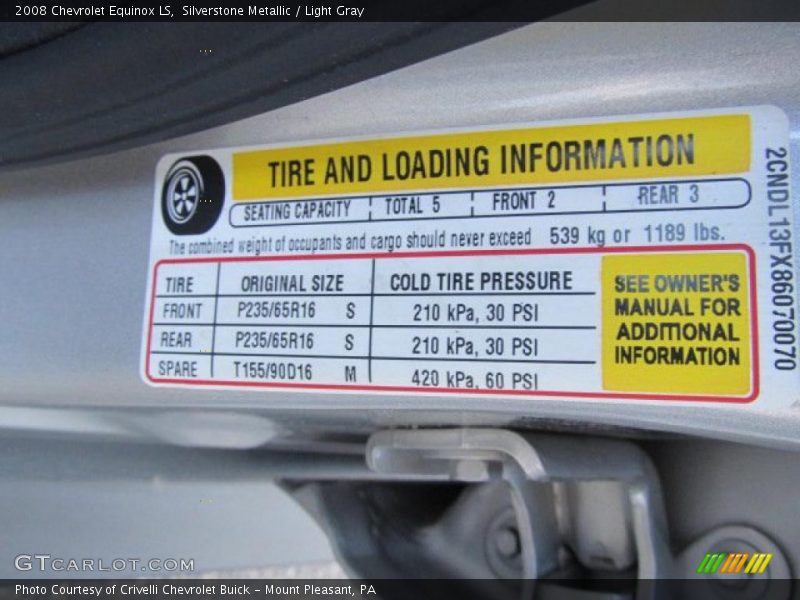 2008 Chevrolet Equinox LS,  Silverstone Metallic / Light Gray
TIRE AND LOADING INFORMATION
SEATING CAPACITY TOTAL 5 FRONT 2 REAR 3
The combined weight of occupants and cargo should never exceed 539 kg or 1189 lbs.
TIRE ORIGINAL SIZE COLD TIRE PRESSURE
FRONT P235/65R16 S 210 kPa, 30 PSI
REAR P235/65R16 S 210 kPa, 30 PSI
SPARE T155/90D16 M 420 kPa, 60 PSI
SEE OWNER'S
MANUAL FOR
ADDITIONAL
INFORMATION
2CNDL13FX86070070
GTCARLOT.COM
Photo Courtesy of Crivelli Chevrolet Buick - Mount Pleasant, PA